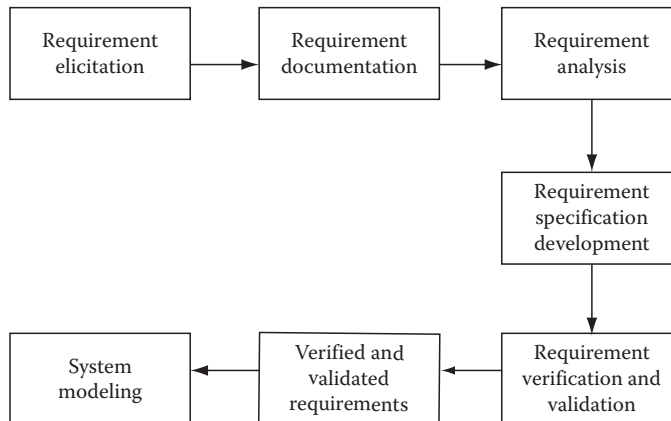 Requirement
elicitation
Requirement
documentation
Requirement
analysis
Requirement
specification
development
Requirement
verification and
validation
Verified and
validated
requirements
System
modeling